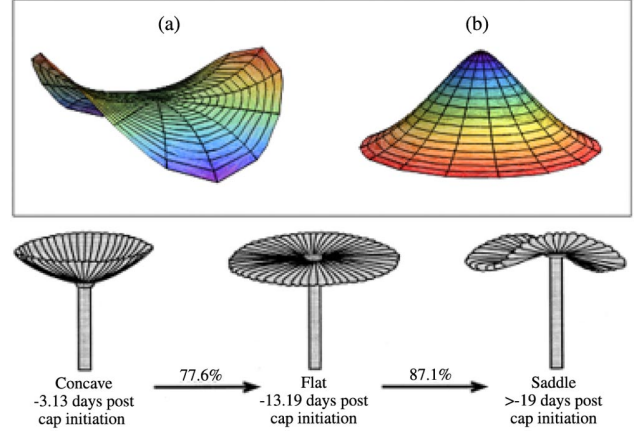 (a)
(b)
77.6%
87.1%
Concave
-3.13 days post
cap initiation
Flat
-13.19 days post
cap initiation
Saddle
>-19 days post
cap initiation